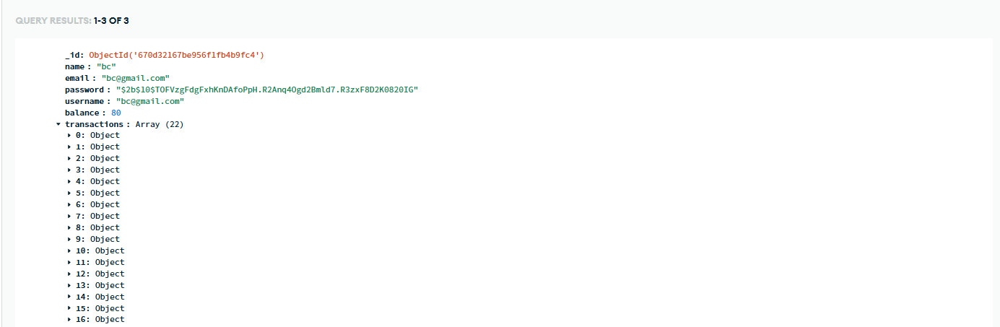 QUERY RESULTS: 1-3 OF 3
_id: ObjectId('670d32167be956f1fb4b9fc4')
name : "bc"
email : "bc@gmail.com"
password : "$2b$10$TOFVzgFdgFxhKnDAfoPpH.R2Anq4Ogd2Bmld7.R3zxF8D2K0820IG"
username : "bc@gmail.com"
balance : 80
transactions : Array (22)
0: Object
1: Object
2: Object
3: Object
4: Object
5: Object
6: Object
7: Object
8: Object
9: Object
10: Object
11: Object
12: Object
13: Object
14: Object
15: Object
16: Object